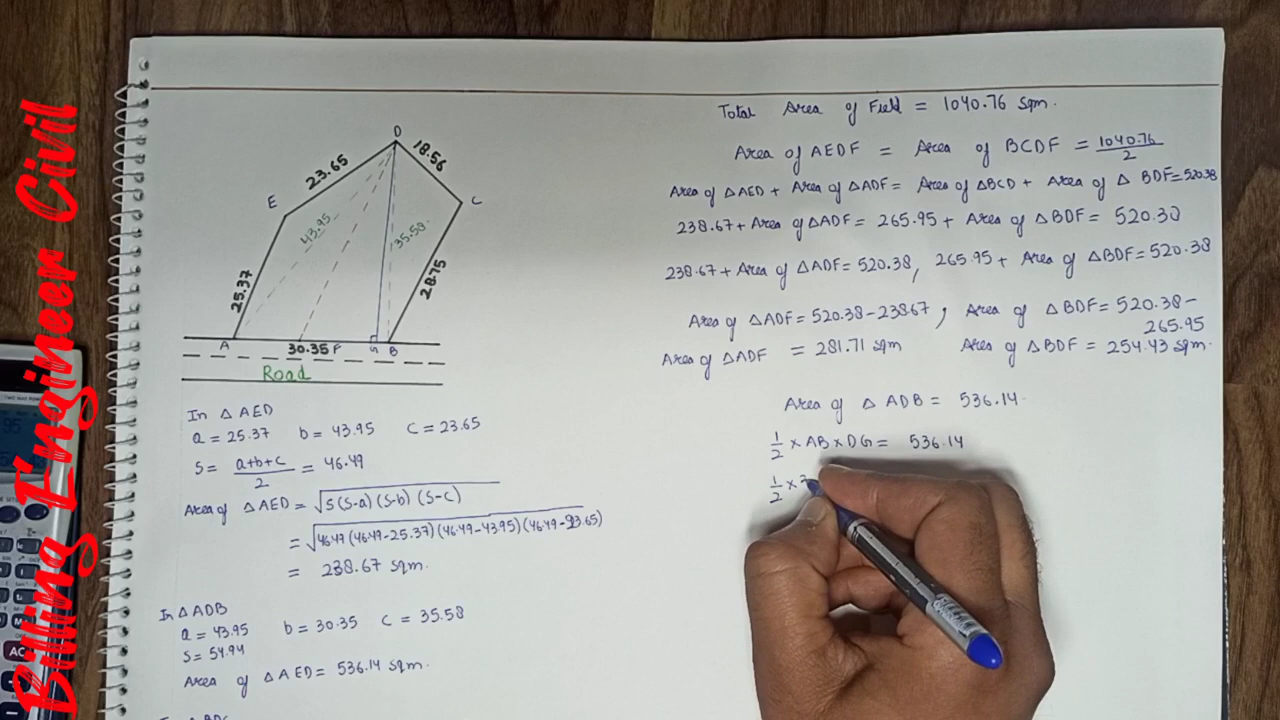 Billing Engineer Civil
D
23.65
18.56
E
C
43.95
35.58
25.37
28.75
A
30.35 F
G
B
Road
In △ AED
a = 25.37 b = 43.95 c = 23.65
S = a+b+c/2 = 46.49
Area of △AED = √S(S-a)(S-b)(S-c)
= √46.49(46.49-25.37)(46.49-43.95)(46.49-23.65)
= 238.67 sqm.
In △ ADB
a = 43.95 b = 30.35 c = 35.58
S = 54.94
Area of △AED = 536.14 sqm.
Total Area of Field = 1040.76 sqm.
Area of AEDF = Area of BCDF = 1040.76/2
Area of △AED + Area of △ADF = Area of △BCD + Area of △ BDF = 520.38
238.67 + Area of △ADF = 265.95 + Area of △BDF = 520.38
238.67 + Area of △ADF = 520.38, 265.95 + Area of △BDF = 520.38
Area of △ADF = 520.38-23867, Area of △BDF = 520.38-
265.95
Area of △ADF = 281.71 sqm Area of △BDF = 254.43 sqm.
Area of △ ADB = 536.14.
1/2 × AB × DG = 536.14
1/2 ×